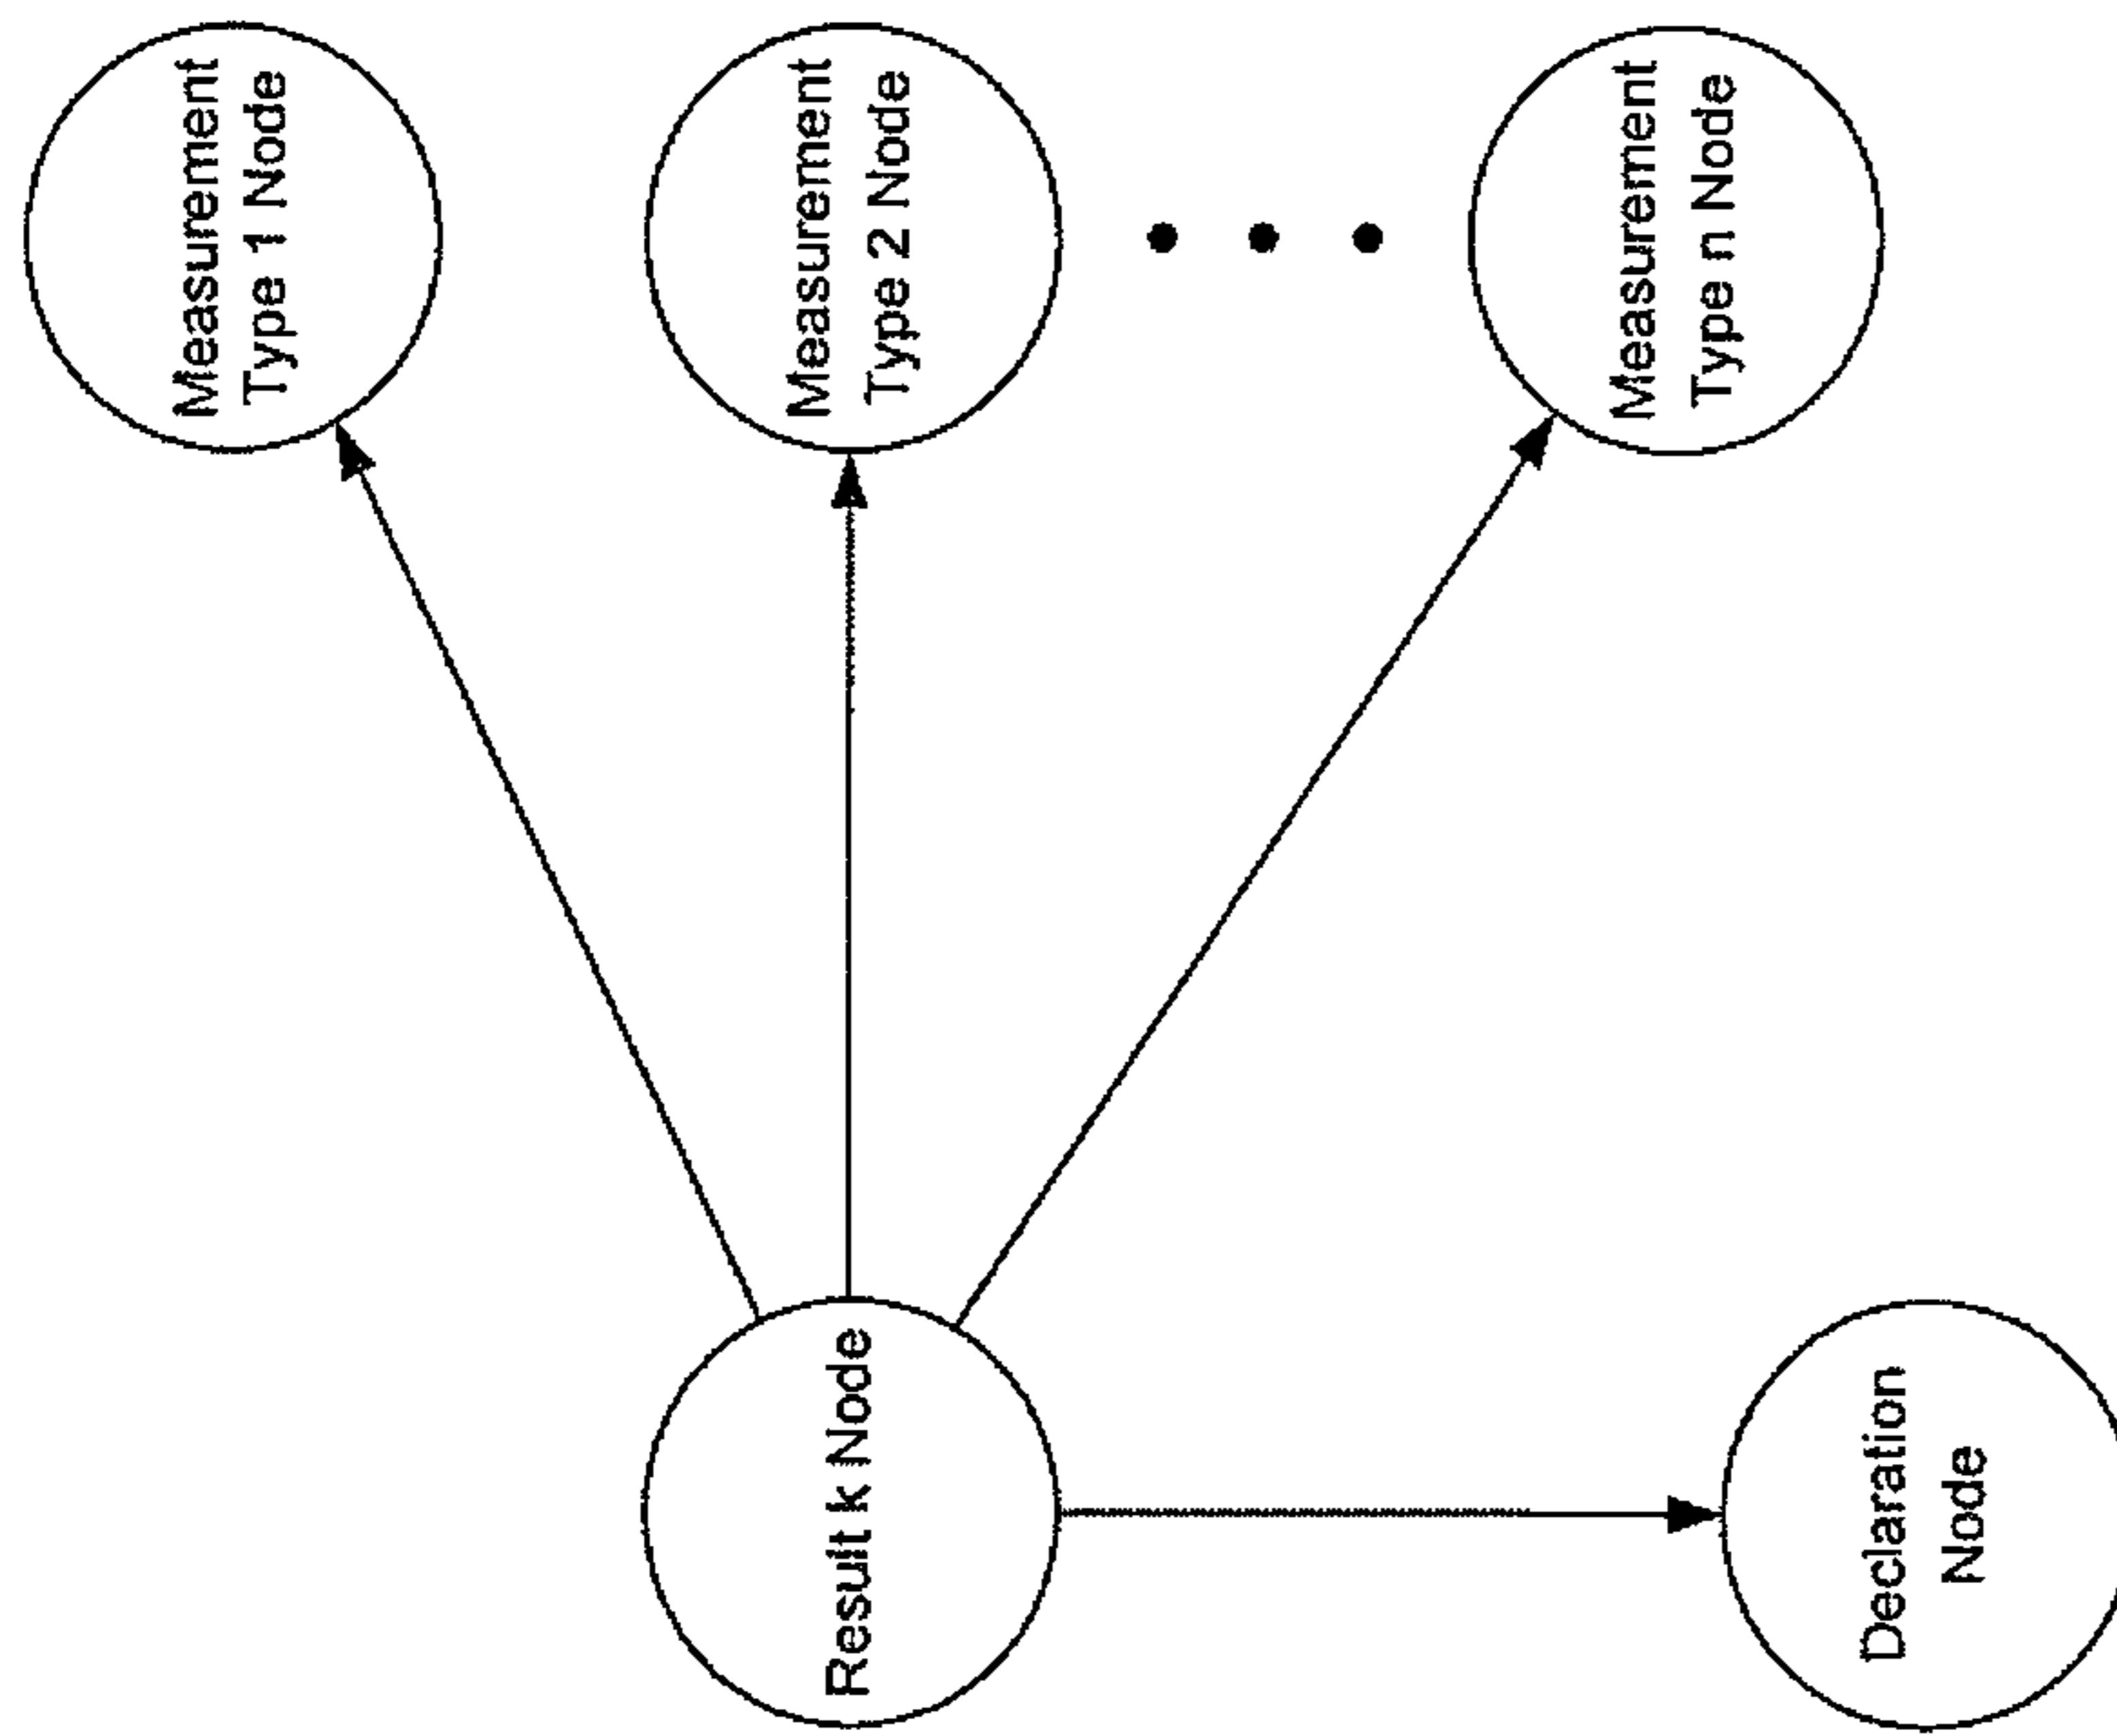 Measurement
Type 1 Node
Measurement
Type 2 Node
Measurement
Type n Node
Result k Node
Declaration
Node